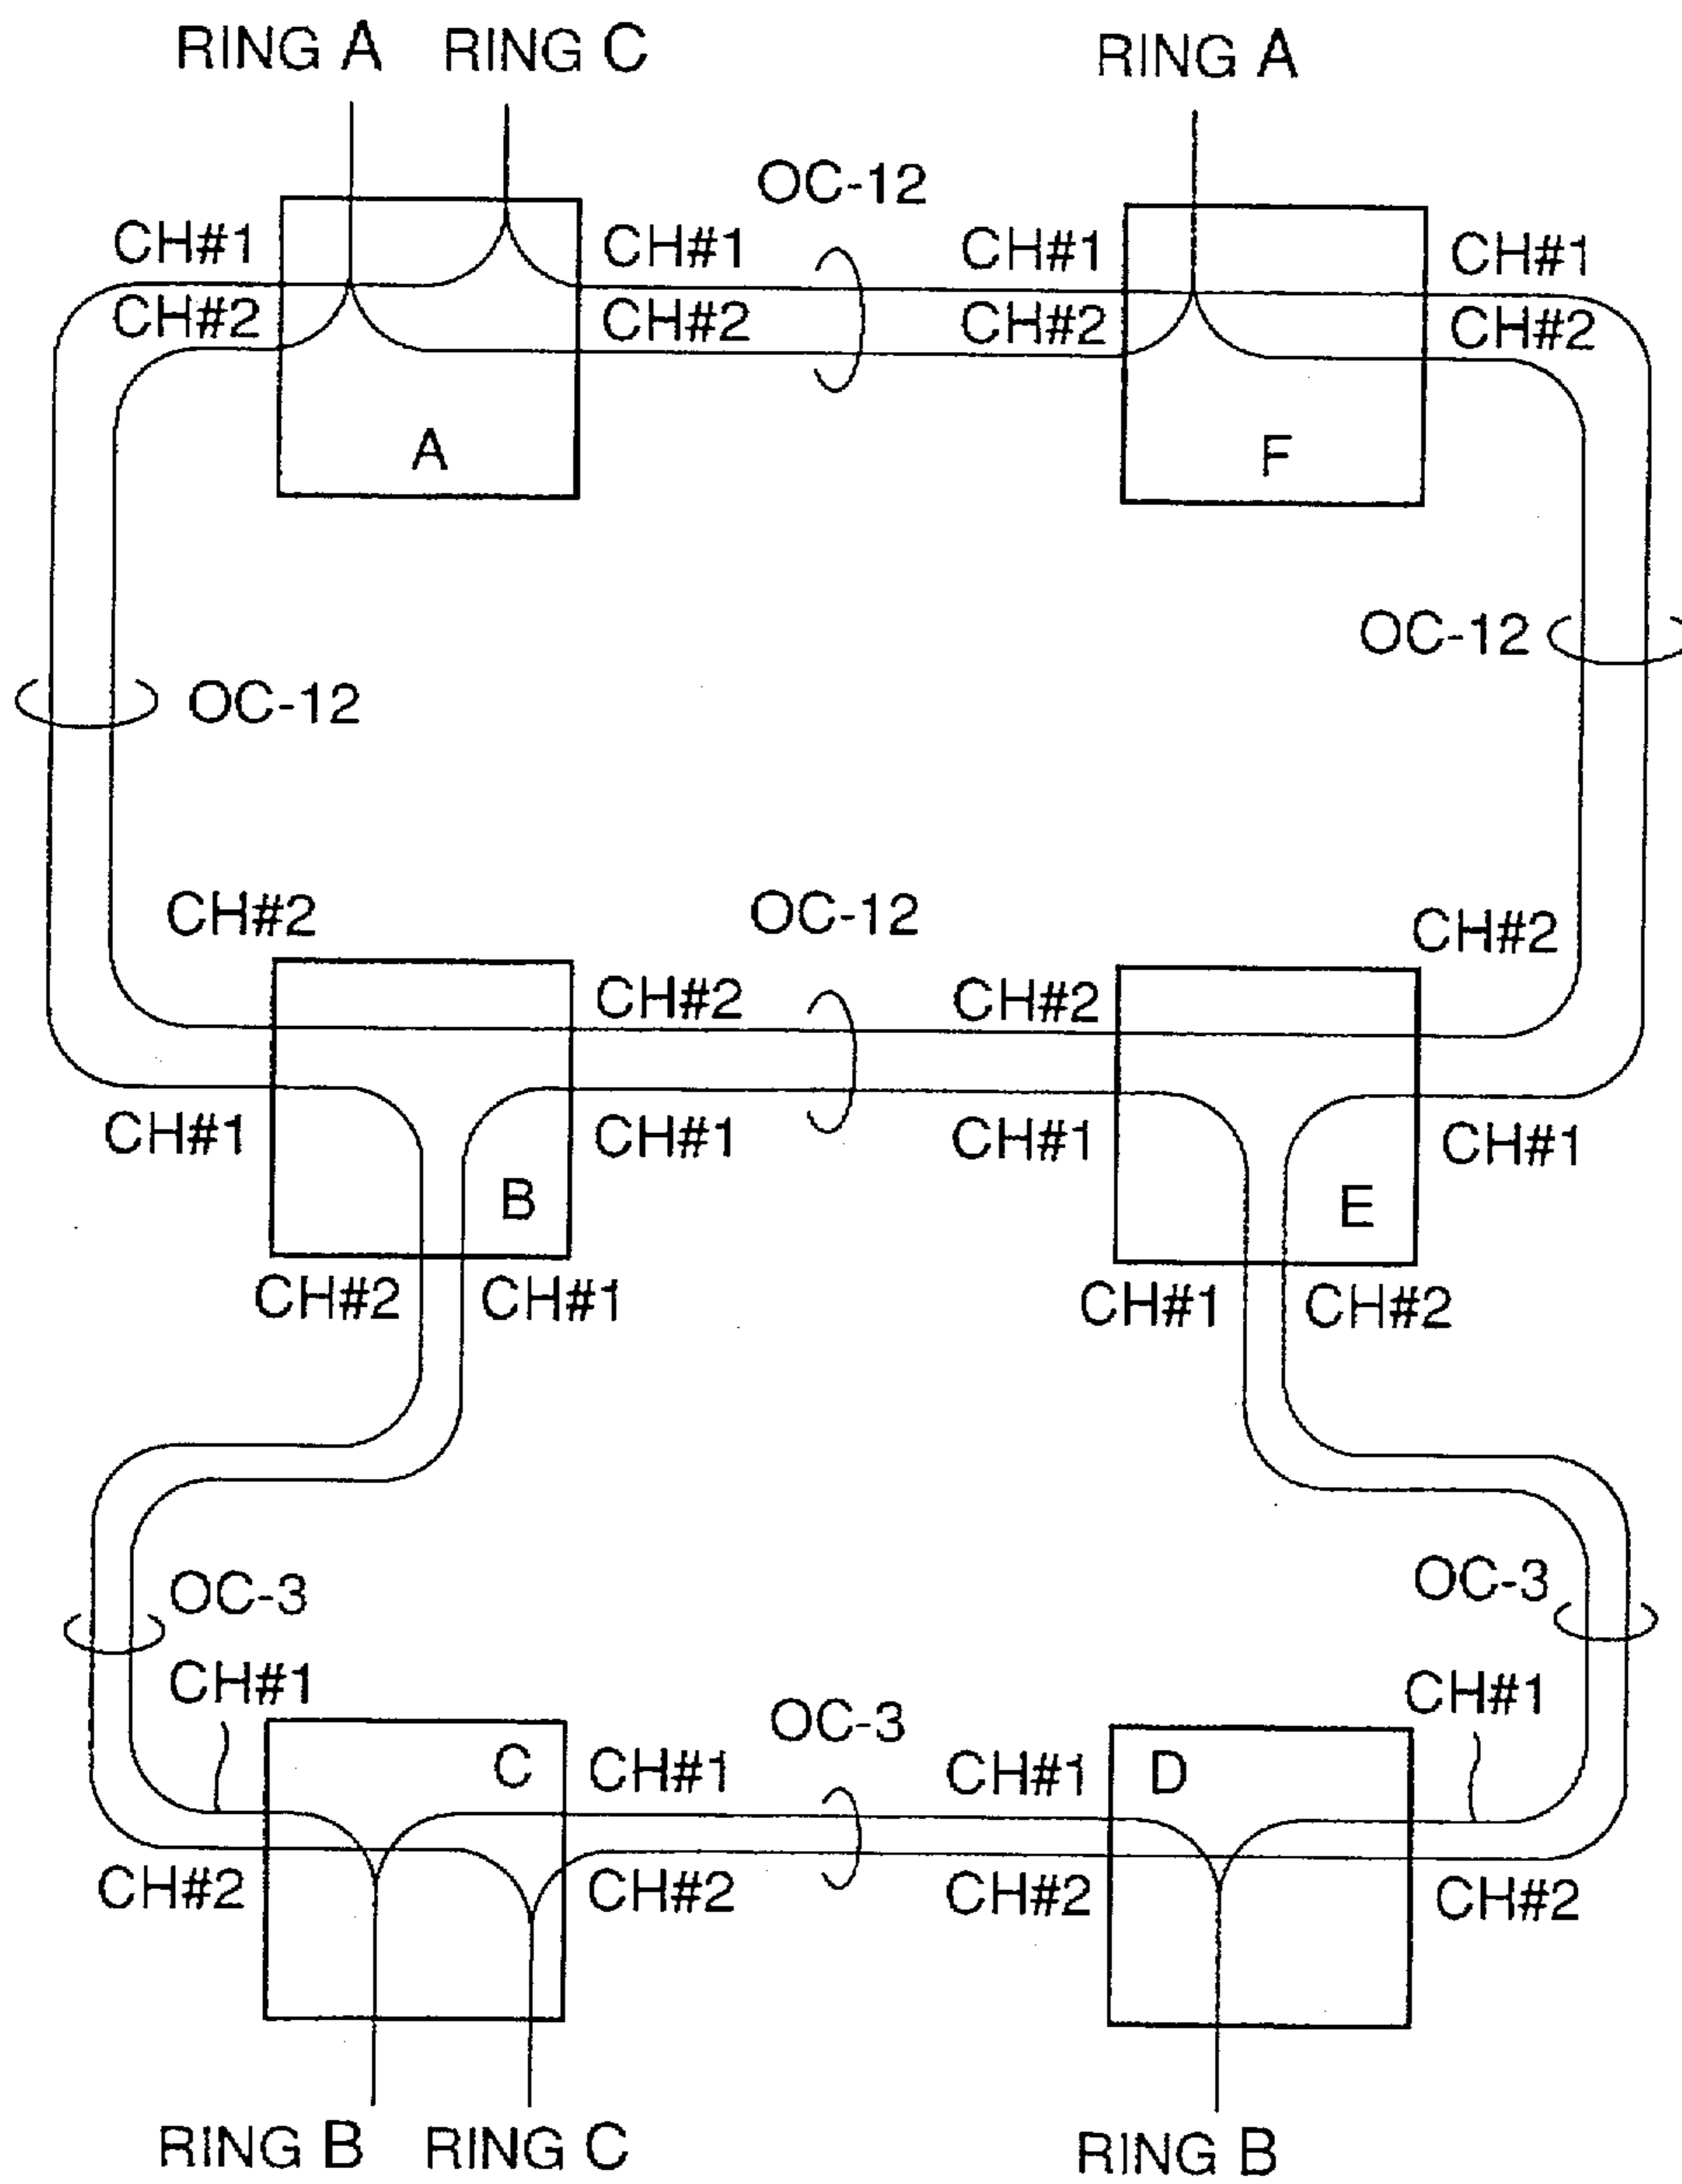 RING A RING C RING A
OC-12
CH#1 CH#1 CH#1 CH#1
CH#2 CH#2 CH#2 CH#2
A F
OC-12
OC-12
CH#2 OC-12 CH#2
CH#2 CH#2
CH#1 CH#1 CH#1 CH#1
B E
CH#2 CH#1 CH#1 CH#2
OC-3 OC-3
CH#1 CH#1
OC-3
C CH#1 CH#1 D
CH#2 CH#2 CH#2 CH#2
RING B RING C RING B